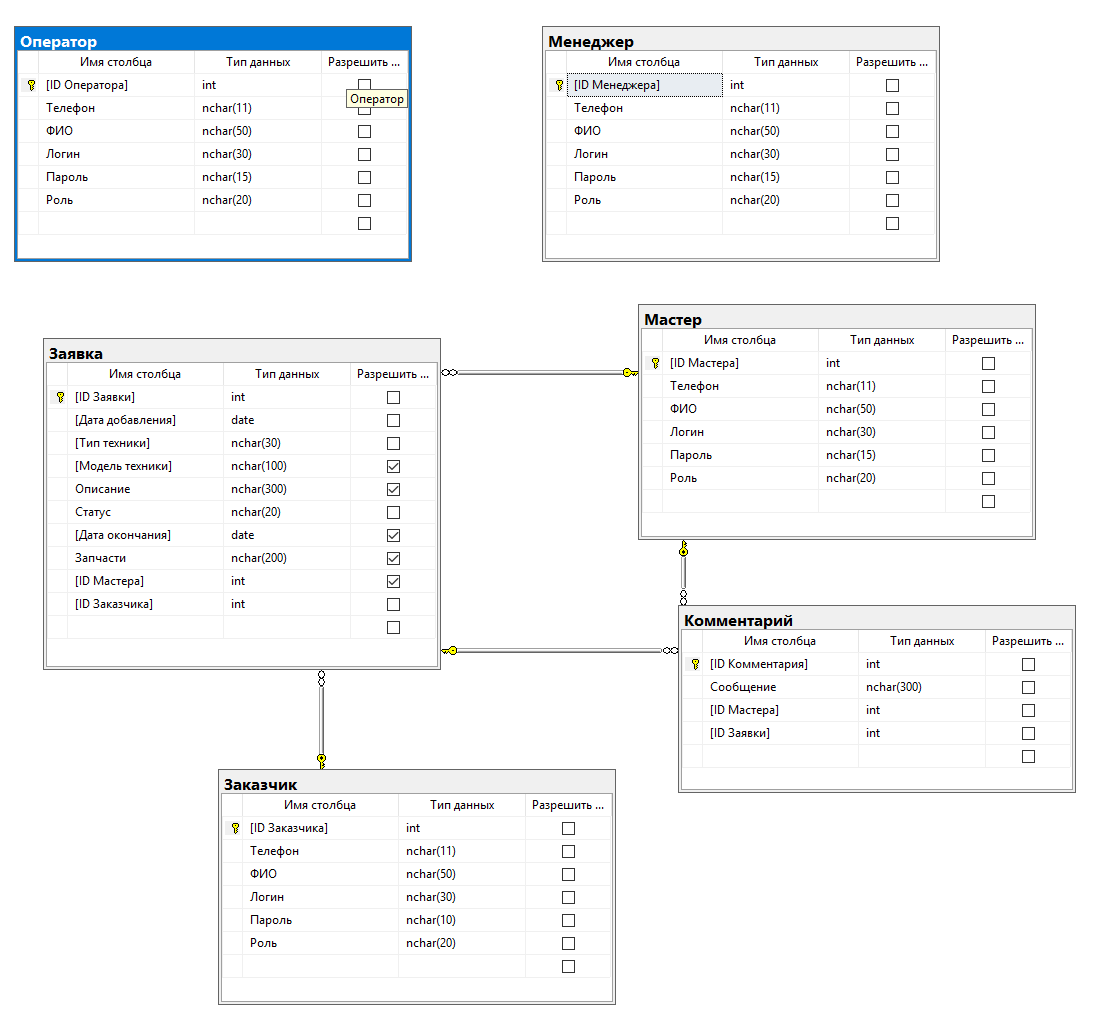 Оператор
Имя столбца Тип данных Разрешить ...
[ID Оператора] int
Оператор
Телефон nchar(11)
ФИО nchar(50)
Логин nchar(30)
Пароль nchar(15)
Роль nchar(20)
Менеджер
Имя столбца Тип данных Разрешить ...
[ID Менеджера] int
Телефон nchar(11)
ФИО nchar(50)
Логин nchar(30)
Пароль nchar(15)
Роль nchar(20)
Мастер
Имя столбца Тип данных Разрешить ...
[ID Мастера] int
Телефон nchar(11)
ФИО nchar(50)
Логин nchar(30)
Пароль nchar(15)
Роль nchar(20)
Заявка
Имя столбца Тип данных Разрешить ...
[ID Заявки] int
[Дата добавления] date
[Тип техники] nchar(30)
[Модель техники] nchar(100)
Описание nchar(300)
Статус nchar(20)
[Дата окончания] date
Запчасти nchar(200)
[ID Мастера] int
[ID Заказчика] int
Комментарий
Имя столбца Тип данных Разрешить ...
[ID Комментария] int
Сообщение nchar(300)
[ID Мастера] int
[ID Заявки] int
Заказчик
Имя столбца Тип данных Разрешить ...
[ID Заказчика] int
Телефон nchar(11)
ФИО nchar(50)
Логин nchar(30)
Пароль nchar(10)
Роль nchar(20)